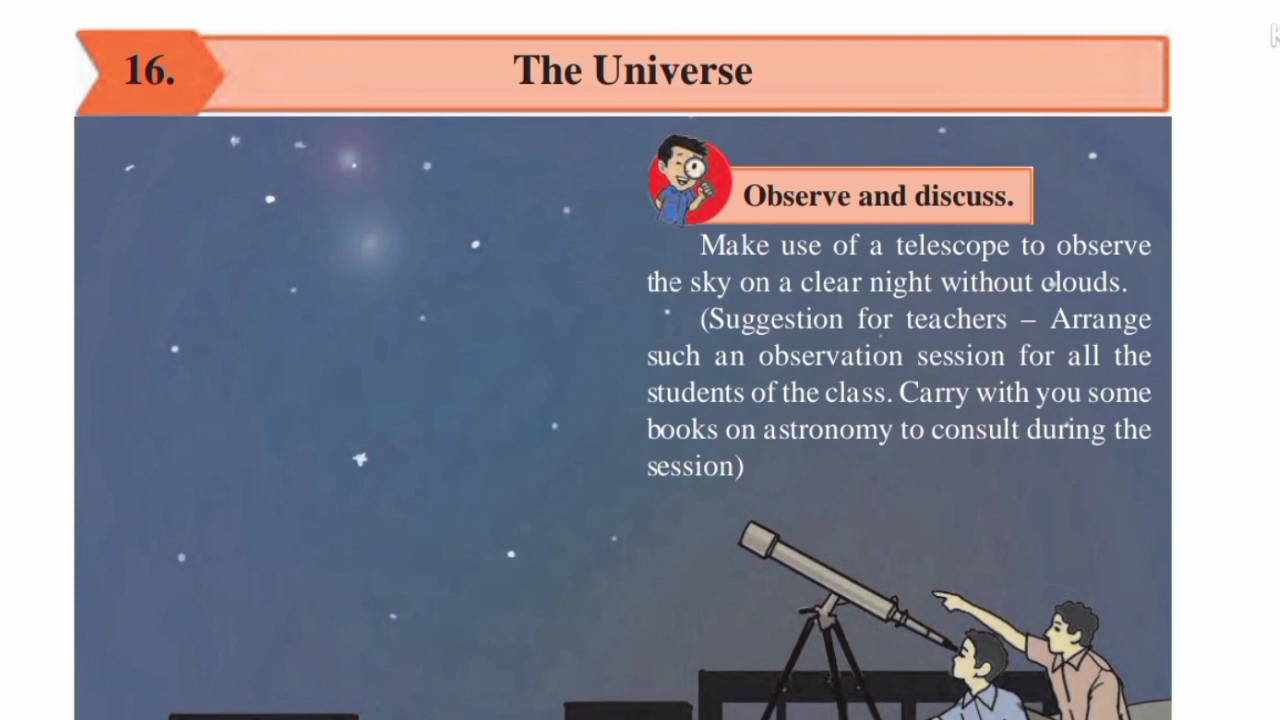 16.
The Universe
Observe and discuss.
Make use of a telescope to observe
the sky on a clear night without clouds.
(Suggestion for teachers – Arrange
such an observation session for all the
students of the class. Carry with you some
books on astronomy to consult during the
session)